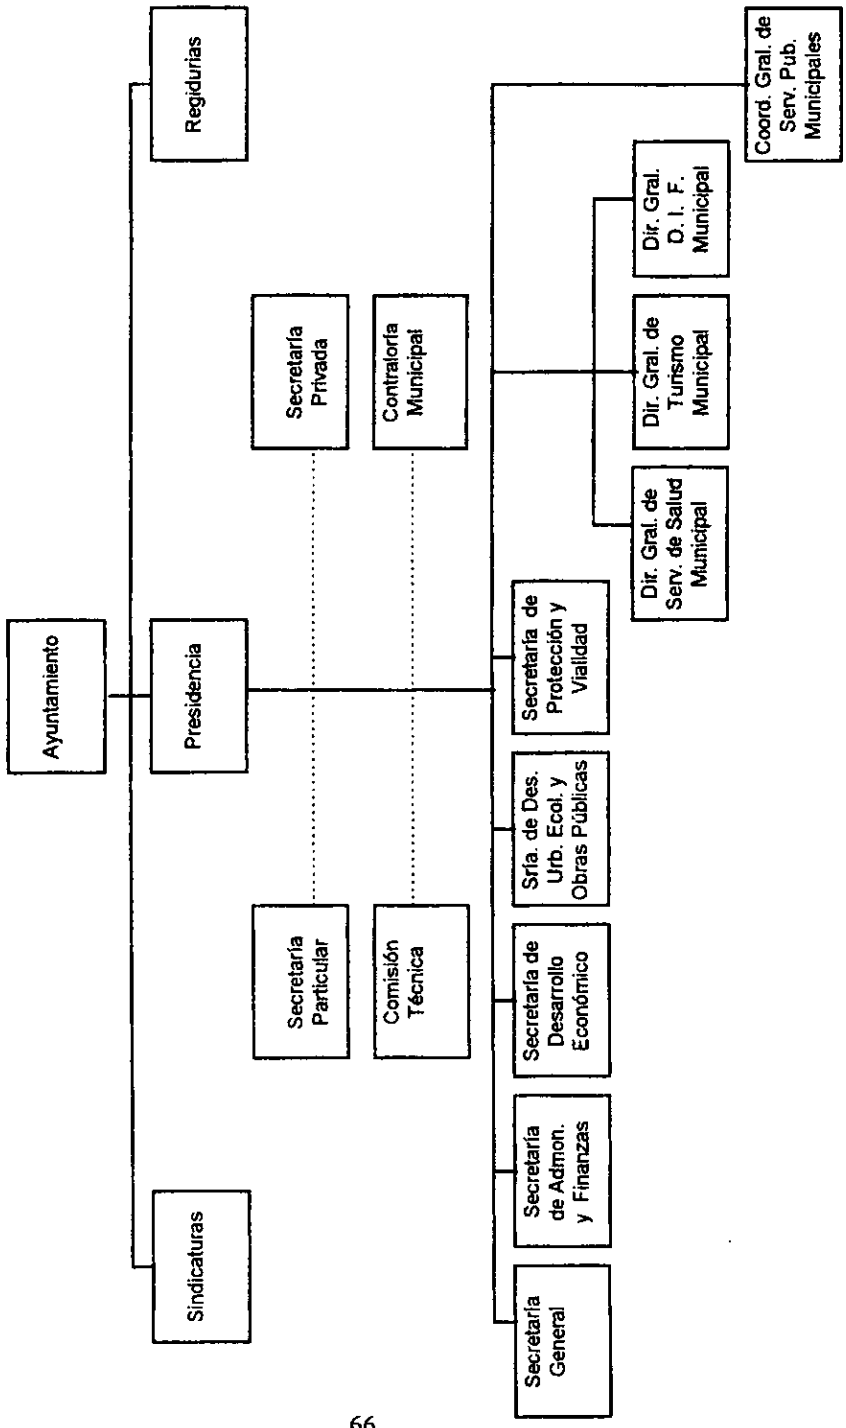 Ayuntamiento
Sindicaturas
Presidencia
Regidurias
Secretaría
Particular
Secretaría
Privada
Comisión
Técnica
Contraloría
Municipal
Secretaría
General
Secretaría
de Admon.
y Finanzas
Secretaría de
Desarrollo
Económico
Sría. de Des.
Urb. Ecol. y
Obras Públicas
Secretaría de
Protección y
Vialidad
Dir. Gral. de
Serv. de Salud
Municipal
Dir. Gral. de
Turismo
Municipal
Dir. Gral.
D. I. F.
Municipal
Coord. Gral. de
Serv. Pub.
Municipales
66